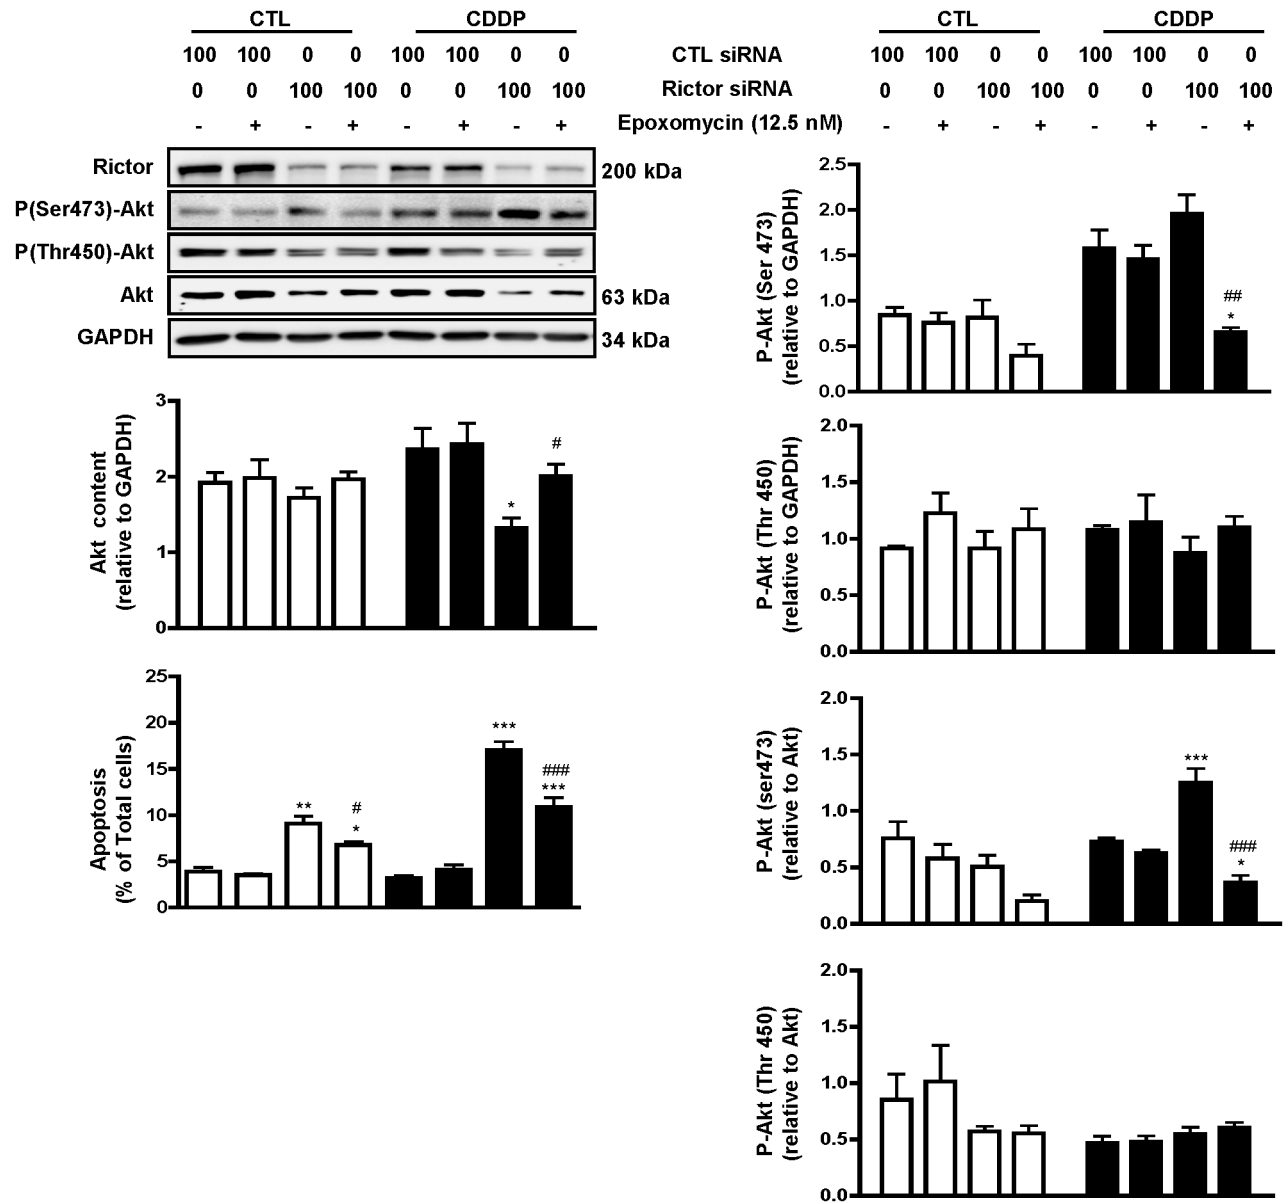 CTL CDDP
100 100 0 0 100 100 0 0 CTL siRNA
0 0 100 100 0 0 100 100 Rictor siRNA
- + - + - + - + Epoxomycin (12.5 nM)
CTL CDDP
100 100 0 0 100 100 0 0
0 0 100 100 0 0 100 100
- + - + - + - +
Rictor 200 kDa
P(Ser473)-Akt
P(Thr450)-Akt
Akt 63 kDa
GAPDH 34 kDa
Akt content
(relative to GAPDH)
3
2
1
0
*
#
Apoptosis
(% of Total cells)
25
20
15
10
5
0
**
#
*
***
###
***
P-Akt (Ser 473)
(relative to GAPDH)
2.5
2.0
1.5
1.0
0.5
0.0
##
*
P-Akt (Thr 450)
(relative to GAPDH)
2.0
1.5
1.0
0.5
0.0
P-Akt (ser473)
(relative to Akt)
2.0
1.5
1.0
0.5
0.0
***
###
*
P-Akt (Thr 450)
(relative to Akt)
2.0
1.5
1.0
0.5
0.0